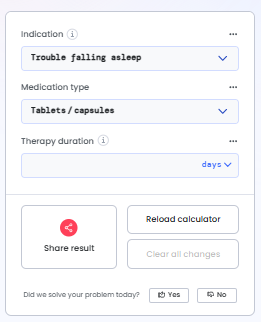 Indication
Trouble falling asleep
Medication type
Tablets / capsules
Therapy duration
days
Share result
Reload calculator
Clear all changes
Did we solve your problem today? Yes No